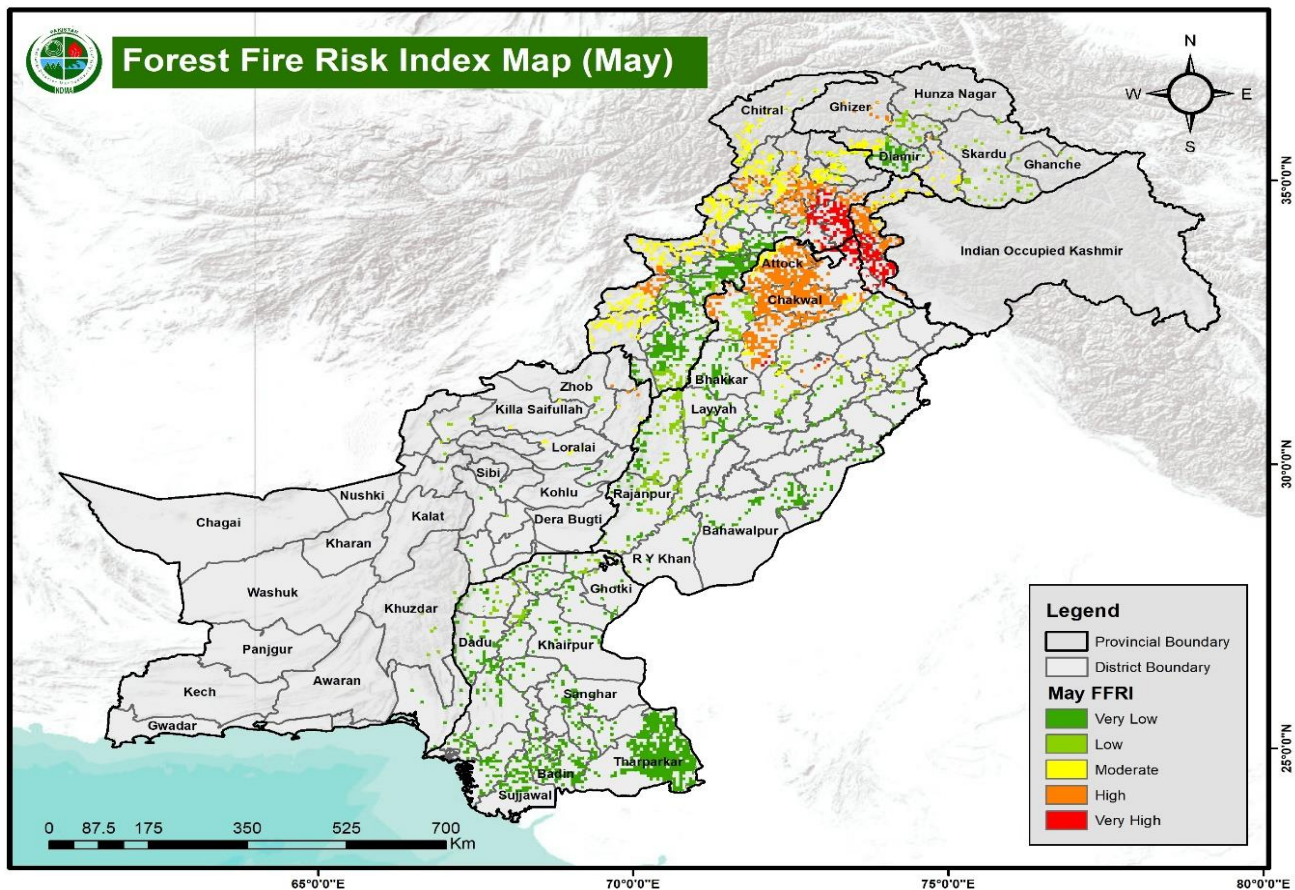 PAKISTAN
NDMA
Forest Fire Risk Index Map (May)
N
W
E
S
Hunza Nagar
Chitral
Ghizer
Skardu
Diamir
Ghanche
35°0'0"N
Indian Occupied Kashmir
Attock
Chakwal
Zhob
Bhakkar
Killa Saifullah
Layyah
Loralai
Sibi
30°0'0"N
Nushki
Kohlu
Rajanpur
Chagai
Kalat
Dera Bugti
Bahawalpur
Kharan
R Y Khan
Washuk
Ghotki
Khuzdar
Panjgur
Dadu
Khairpur
Awaran
Kech
Sanghar
Gwadar
25°0'0"N
Tharparkar
Badin
Sujjawal
Legend
Provincial Boundary
District Boundary
May FFRI
Very Low
Low
Moderate
High
Very High
0 87.5 175 350 525 700
Km
65°0'0"E 70°0'0"E 75°0'0"E 80°0'0"E